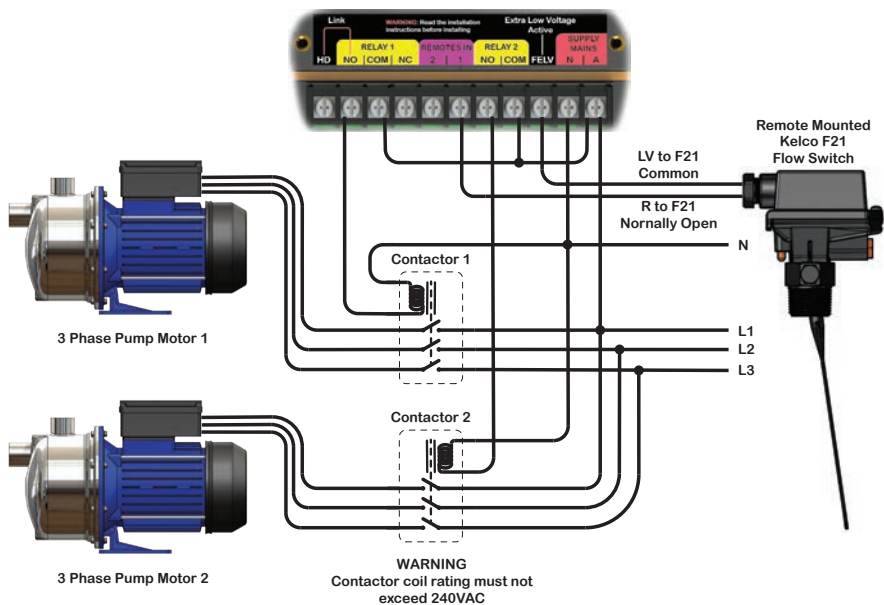 Link
WARNING: Read the installation
instructions before installing
Extra Low Voltage
Active
SUPPLY
MAINS
RELAY 1
REMOTES IN
RELAY 2
HD
NO
COM
NC
2
1
NO
COM
FELV
N
A
Remote Mounted
Kelco F21
Flow Switch
LV to F21
Common
R to F21
Nornally Open
N
Contactor 1
3 Phase Pump Motor 1
L1
L2
L3
Contactor 2
3 Phase Pump Motor 2
WARNING
Contactor coil rating must not
exceed 240VAC